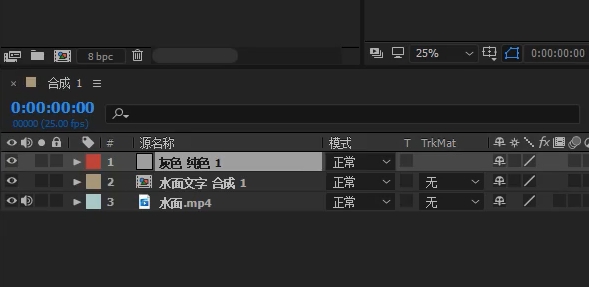 8 bpc
25%
0:00:00:00
合成 1
0:00:00:00
00000 (25.00 fps)
# 源名称 模式 T TrkMat fx
1 灰色 纯色 1 正常
2 水面文字 合成 1 正常 无
3 水面.mp4 正常 无